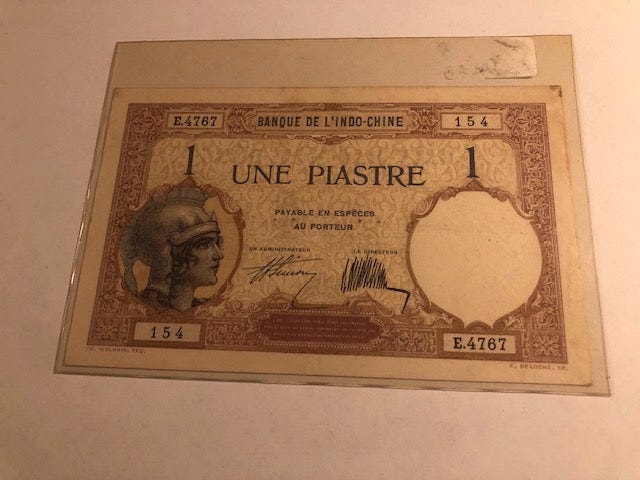 E.4767 BANQUE DE L'INDO-CHINE 154
1 UNE PIASTRE 1
PAYABLE EN ESPÈCES
AU PORTEUR
UN ADMINISTRATEUR LE DIRECTEUR
154 E.4767
FEC. C. DELOCHE, SC.